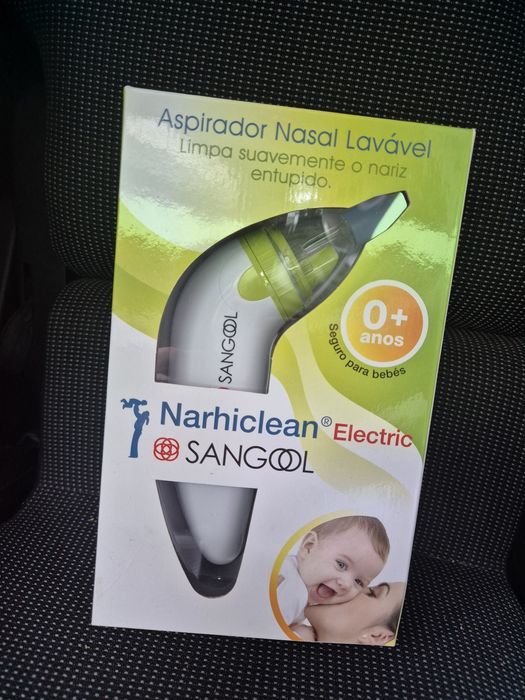 Aspirador Nasal Lavável
Limpa suavemente o nariz
entupido.
SANGOOL
0+
anos
Seguro para bebés
Narhiclean® Electric
SANGOOL